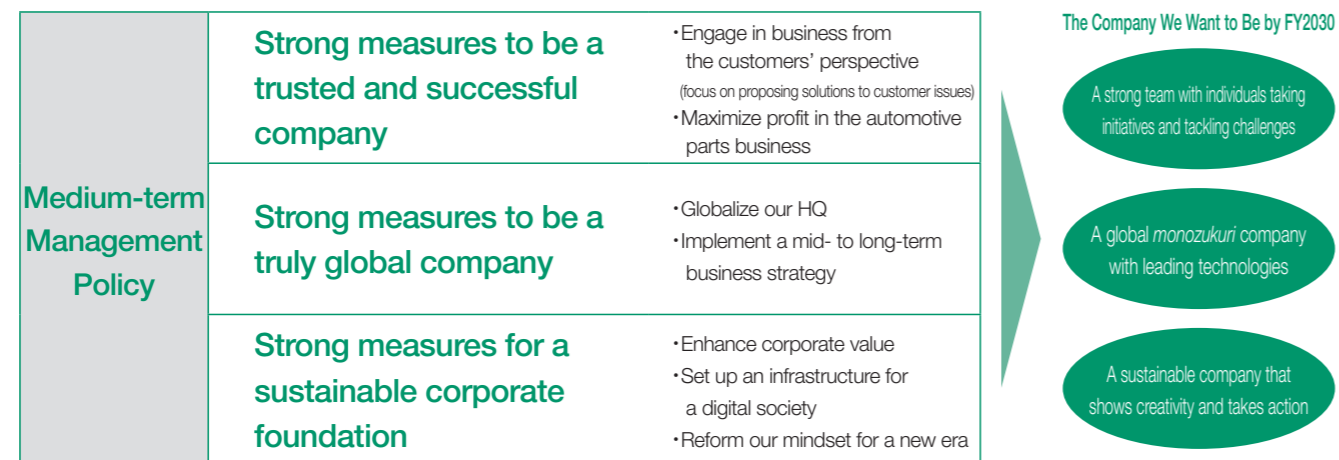 Medium-term
Management
Policy
Strong measures to be a
trusted and successful
company
・Engage in business from
the customers’ perspective
(focus on proposing solutions to customer issues)
・Maximize profit in the automotive
parts business
Strong measures to be a
truly global company
・Globalize our HQ
・Implement a mid- to long-term
business strategy
Strong measures for a
sustainable corporate
foundation
・Enhance corporate value
・Set up an infrastructure for
a digital society
・Reform our mindset for a new era
The Company We Want to Be by FY2030
A strong team with individuals taking
initiatives and tackling challenges
A global monozukuri company
with leading technologies
A sustainable company that
shows creativity and takes action